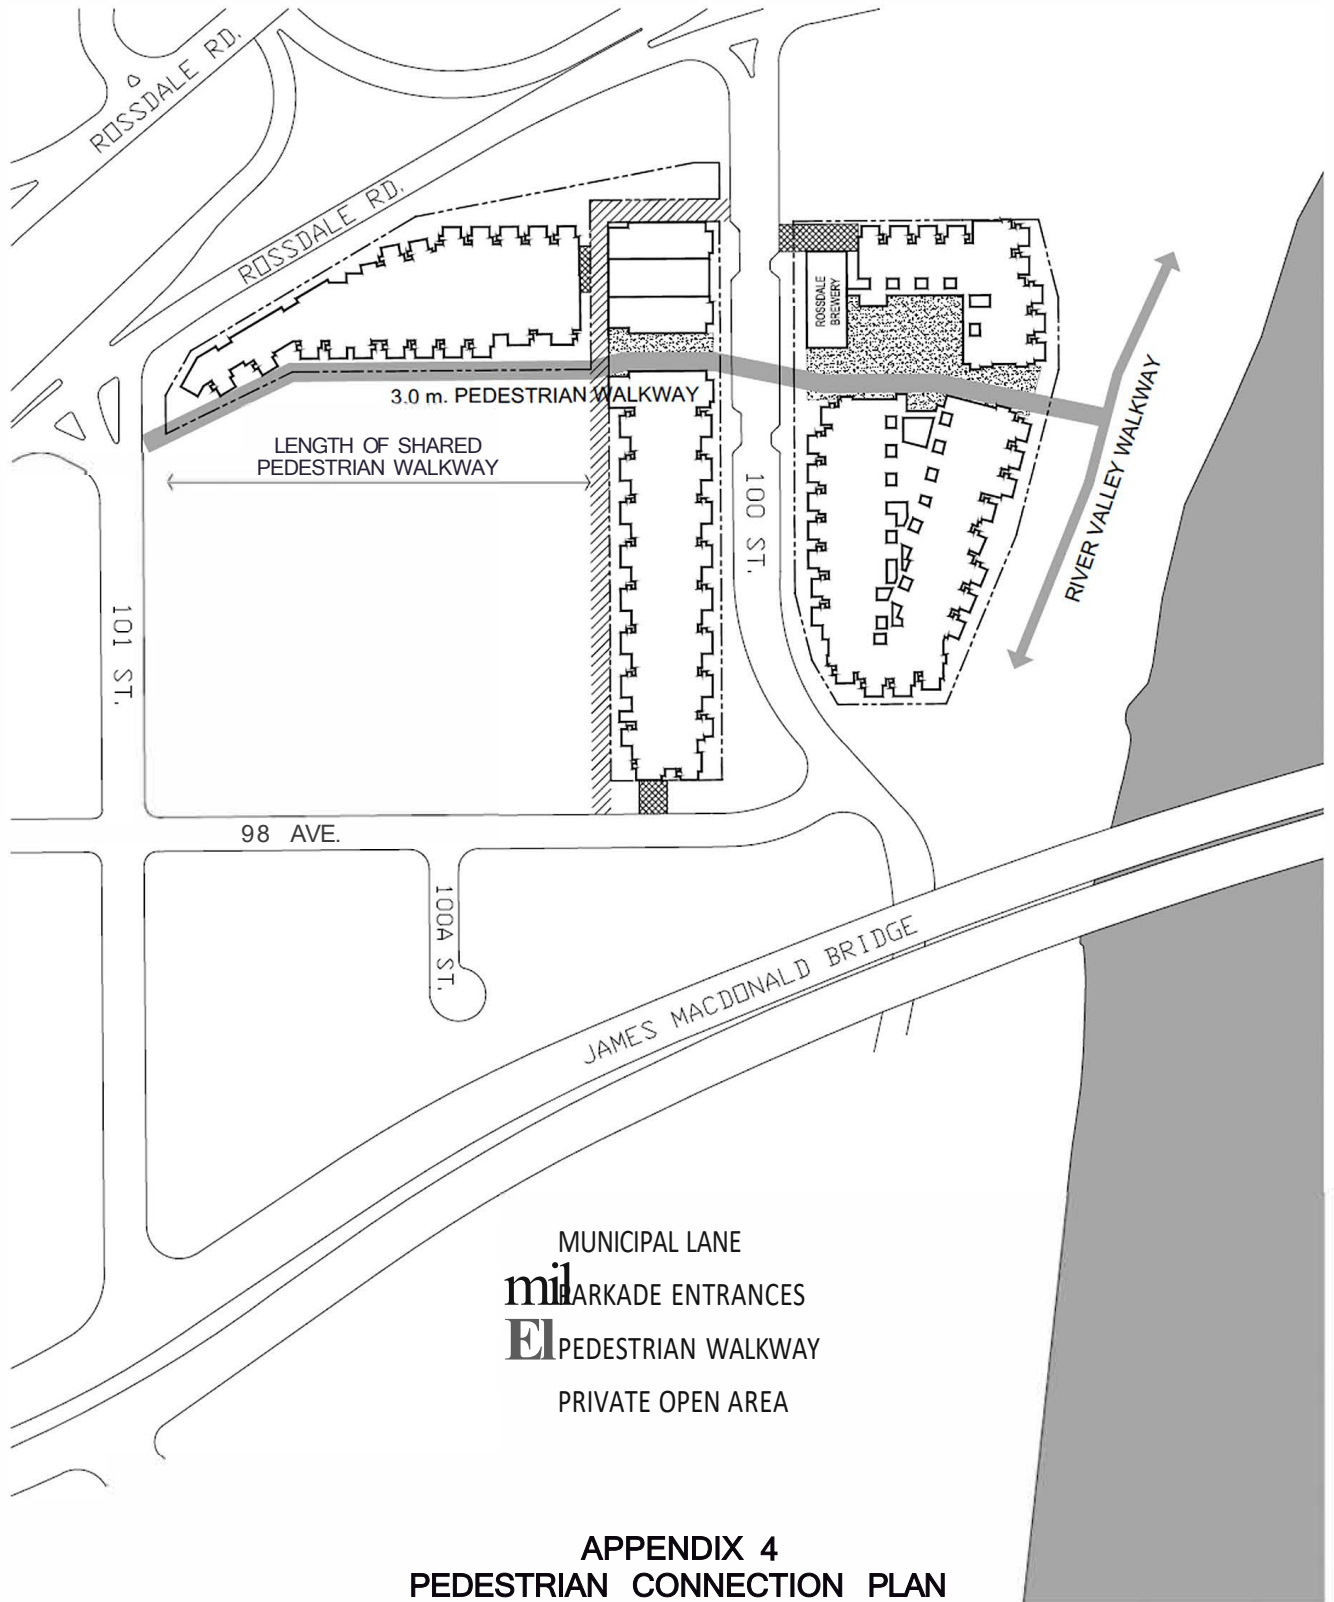 ROSSDALE RD.
ROSSDALE RD.
ROSSDALE
BREWERY
3.0 m. PEDESTRIAN WALKWAY
LENGTH OF SHARED
PEDESTRIAN WALKWAY
100 ST.
RIVER VALLEY WALKWAY
101 ST.
98 AVE.
100A ST.
JAMES MACDONALD BRIDGE
MUNICIPAL LANE
mil PARKADE ENTRANCES
El PEDESTRIAN WALKWAY
PRIVATE OPEN AREA
APPENDIX 4
PEDESTRIAN CONNECTION PLAN